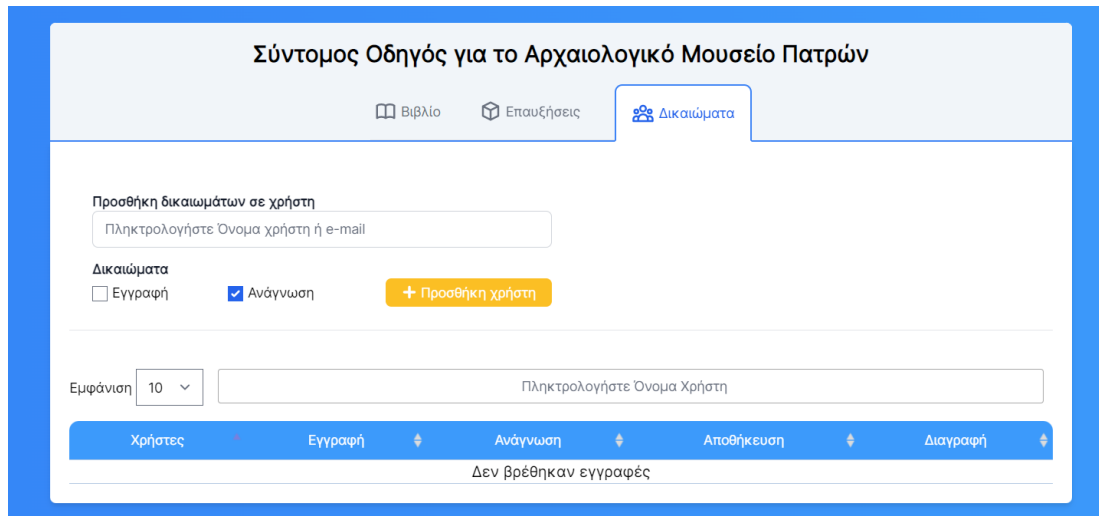 Σύντομος Οδηγός για το Αρχαιολογικό Μουσείο Πατρών
Βιβλίο Επαυξήσεις Δικαιώματα
Προσθήκη δικαιωμάτων σε χρήστη
Πληκτρολογήστε Όνομα χρήστη ή e-mail
Δικαιώματα
Εγγραφή Ανάγνωση + Προσθήκη χρήστη
Εμφάνιση 10 Πληκτρολογήστε Όνομα Χρήστη
Χρήστες Εγγραφή Ανάγνωση Αποθήκευση Διαγραφή
Δεν βρέθηκαν εγγραφές